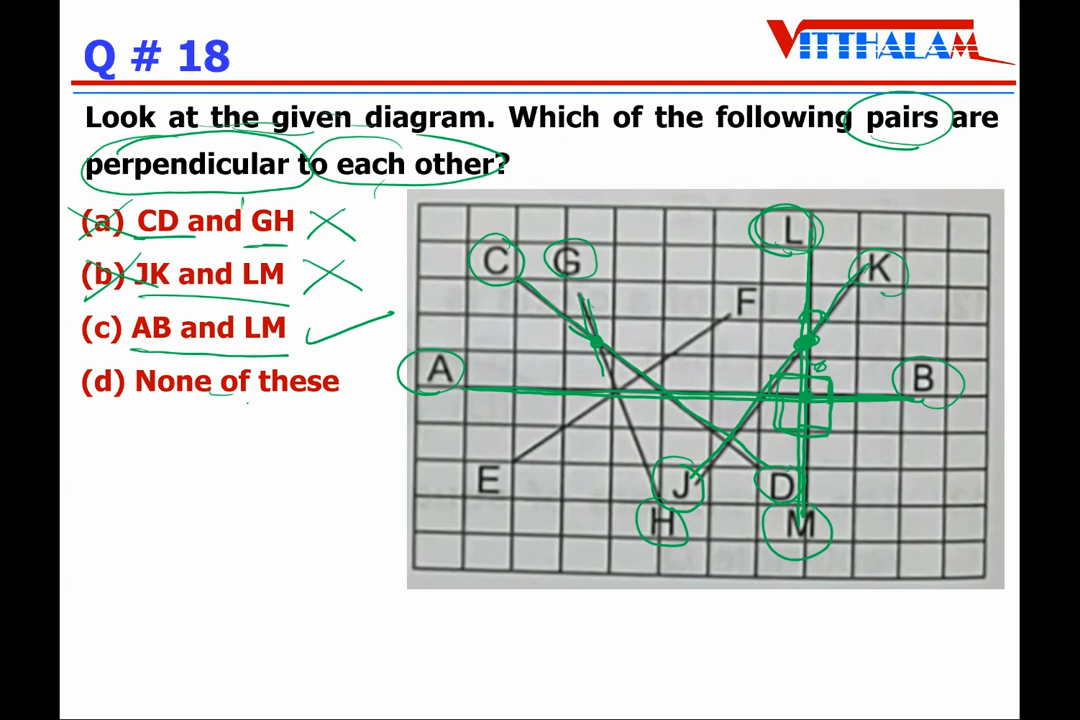 Q # 18
VITTHALAM
Look at the given diagram. Which of the following pairs are
perpendicular to each other?
(a) CD and GH
(b) JK and LM
(c) AB and LM
(d) None of these
L
C G K
F
A B
E J D
H M